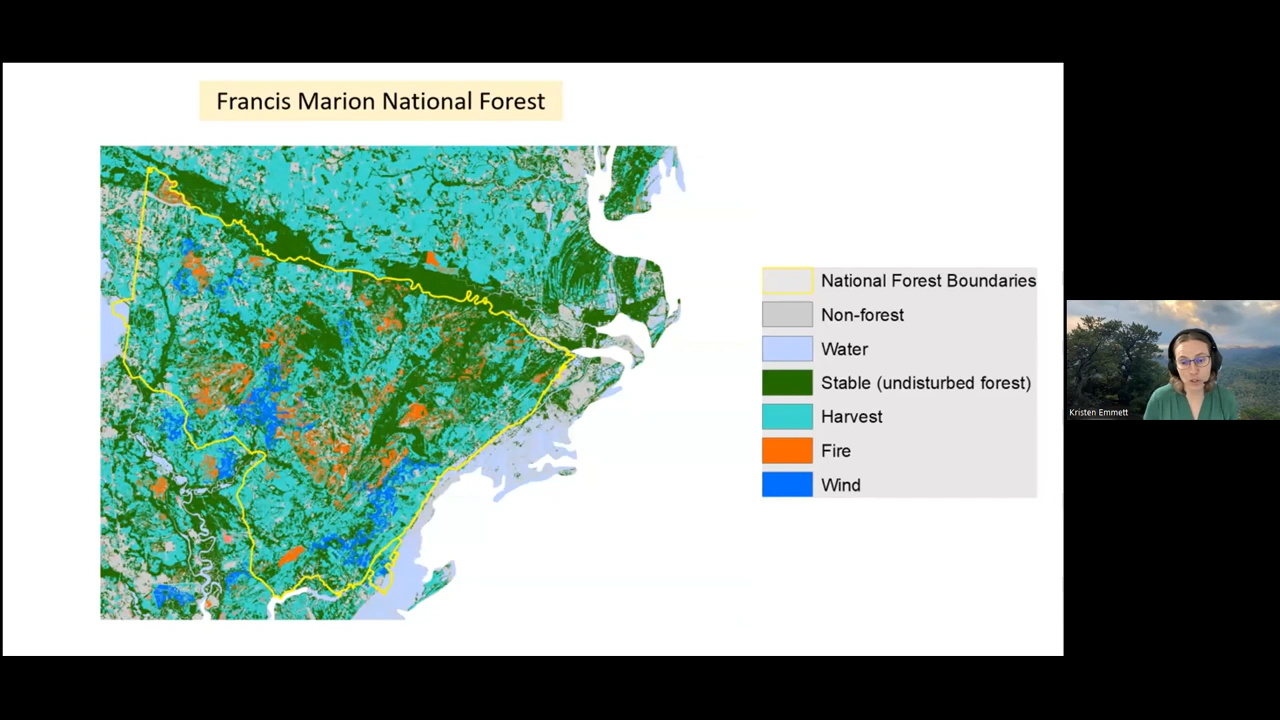 Francis Marion National Forest
National Forest Boundaries
Non-forest
Water
Stable (undisturbed forest)
Harvest
Fire
Wind
Kristen Emmett